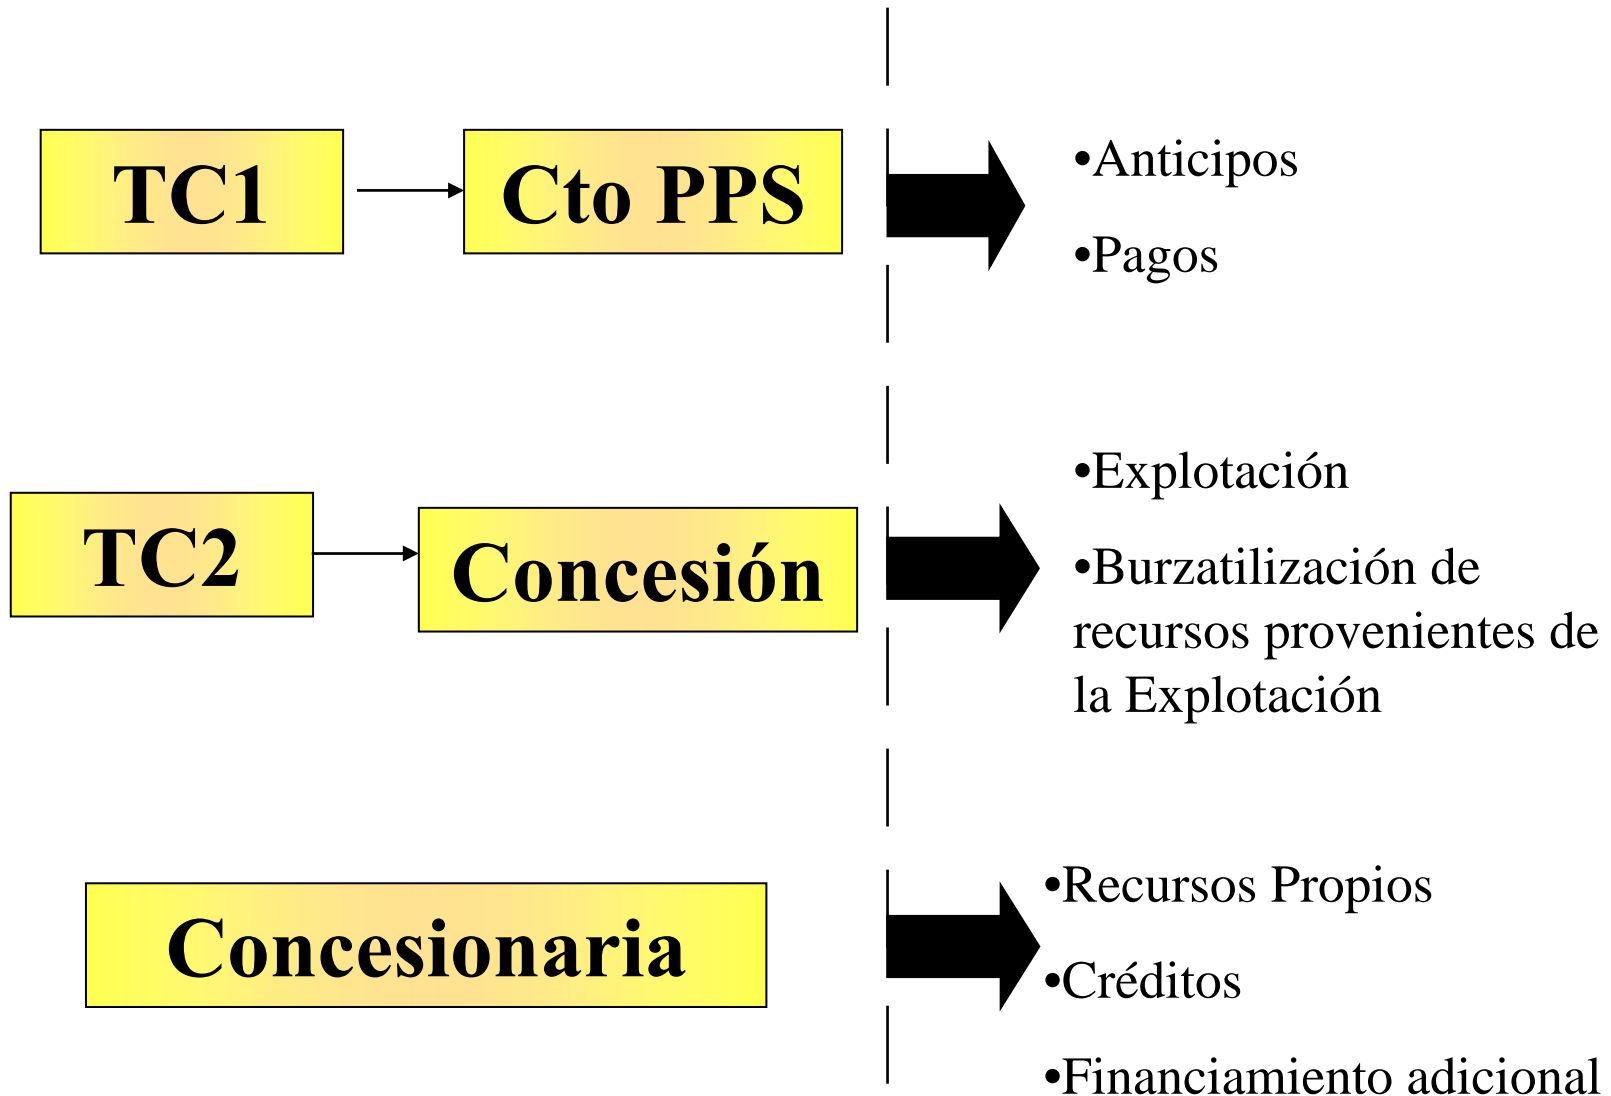 TC1
Cto PPS
•Anticipos
•Pagos
TC2
Concesión
•Explotación
•Burzatilización de
recursos provenientes de
la Explotación
Concesionaria
•Recursos Propios
•Créditos
•Financiamiento adicional